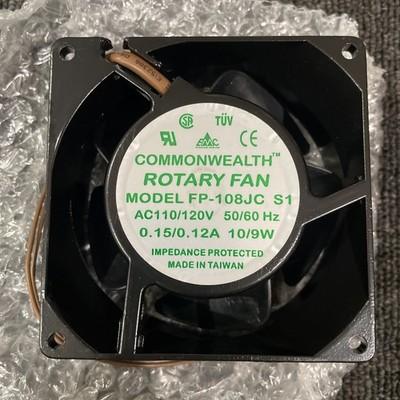 TÜV
COMMONWEALTH™
ROTARY FAN
MODEL FP-108JC S1
AC110/120V 50/60 Hz
0.15/0.12A 10/9W
IMPEDANCE PROTECTED
MADE IN TAIWAN